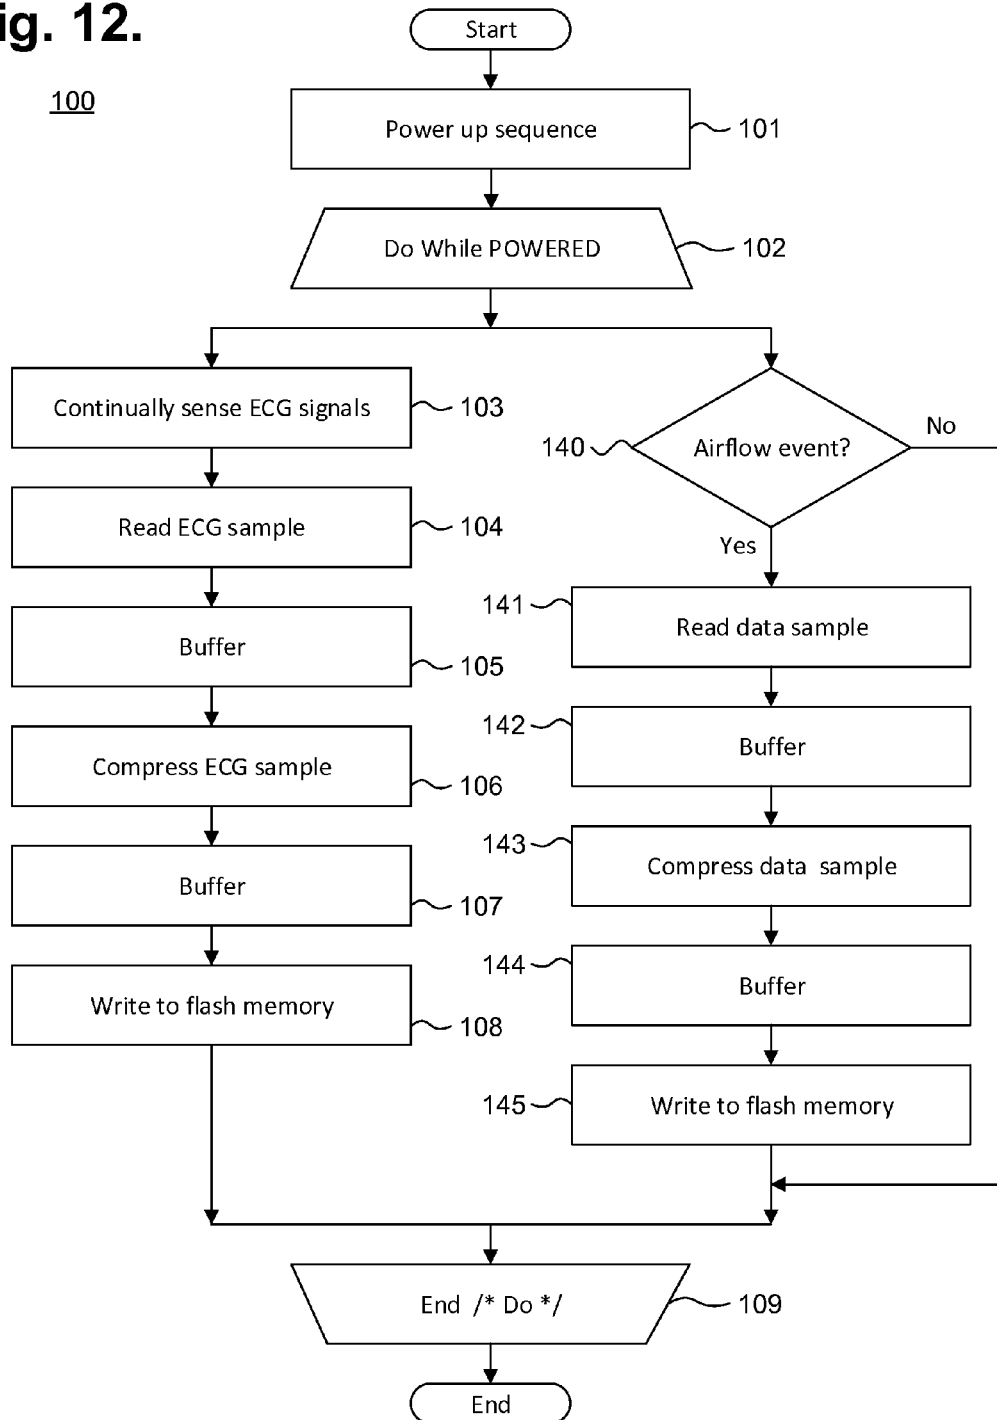 ig. 12.
Start
100
Power up sequence
101
Do While POWERED
102
Continually sense ECG signals
103
140
Airflow event?
No
Read ECG sample
104
Yes
141
Read data sample
Buffer
105
142
Buffer
Compress ECG sample
106
143
Compress data sample
Buffer
107
144
Buffer
Write to flash memory
108
145
Write to flash memory
End /* Do */
109
End